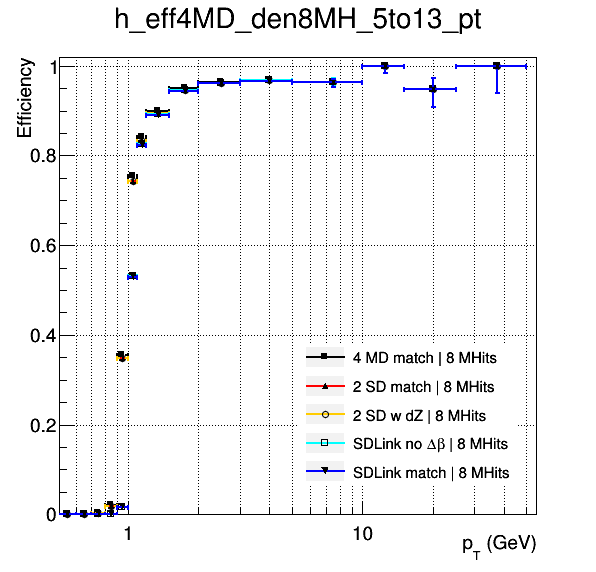 h_eff4MD_den8MH_5to13_pt
Efficiency
1
0.8
0.6
0.4
0.2
0
4 MD match | 8 MHits
2 SD match | 8 MHits
2 SD w dZ | 8 MHits
SDLink no Δβ | 8 MHits
SDLink match | 8 MHits
1 10
p_T (GeV)